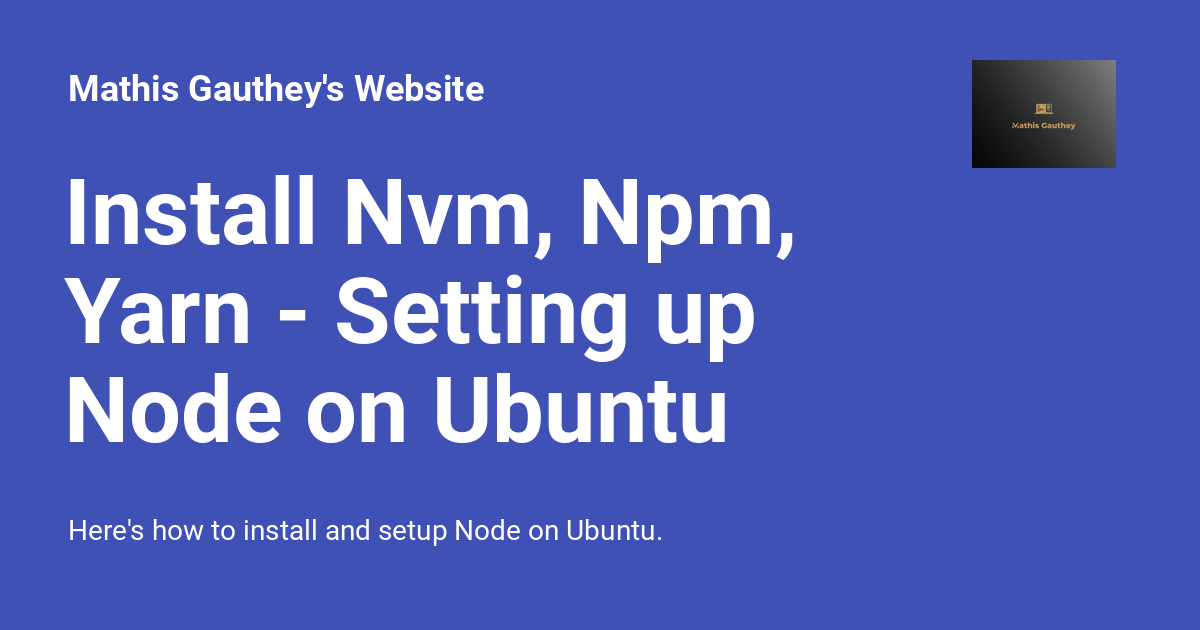 Mathis Gauthey's Website
Mathis Gauthey
Install Nvm, Npm,
Yarn - Setting up
Node on Ubuntu
Here's how to install and setup Node on Ubuntu.